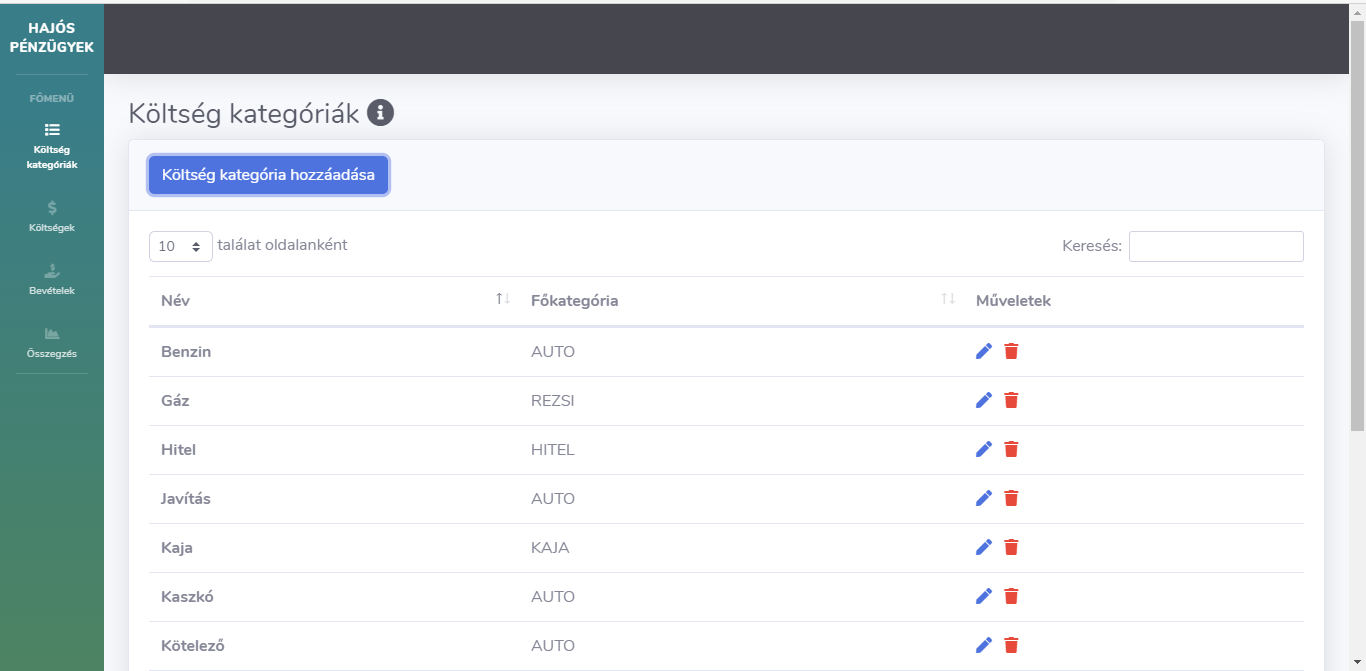 HAJÓS
PÉNZÜGYEK
FŐMENÜ
Költség
kategóriák
Költségek
Bevételek
Összegzés
Költség kategóriák
Költség kategória hozzáadása
10 találat oldalanként
Keresés:
Név Főkategória Műveletek
Benzin AUTO
Gáz REZSI
Hitel HITEL
Javítás AUTO
Kaja KAJA
Kaszkó AUTO
Kötelező AUTO